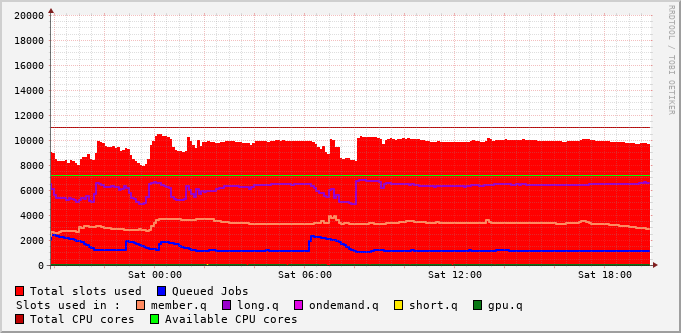 RRDTOOL / TOBI OETIKER
20000
18000
16000
14000
12000
10000
8000
6000
4000
2000
0
Sat 00:00 Sat 06:00 Sat 12:00 Sat 18:00
Total slots used Queued Jobs
Slots used in : member.q long.q ondemand.q short.q gpu.q
Total CPU cores Available CPU cores